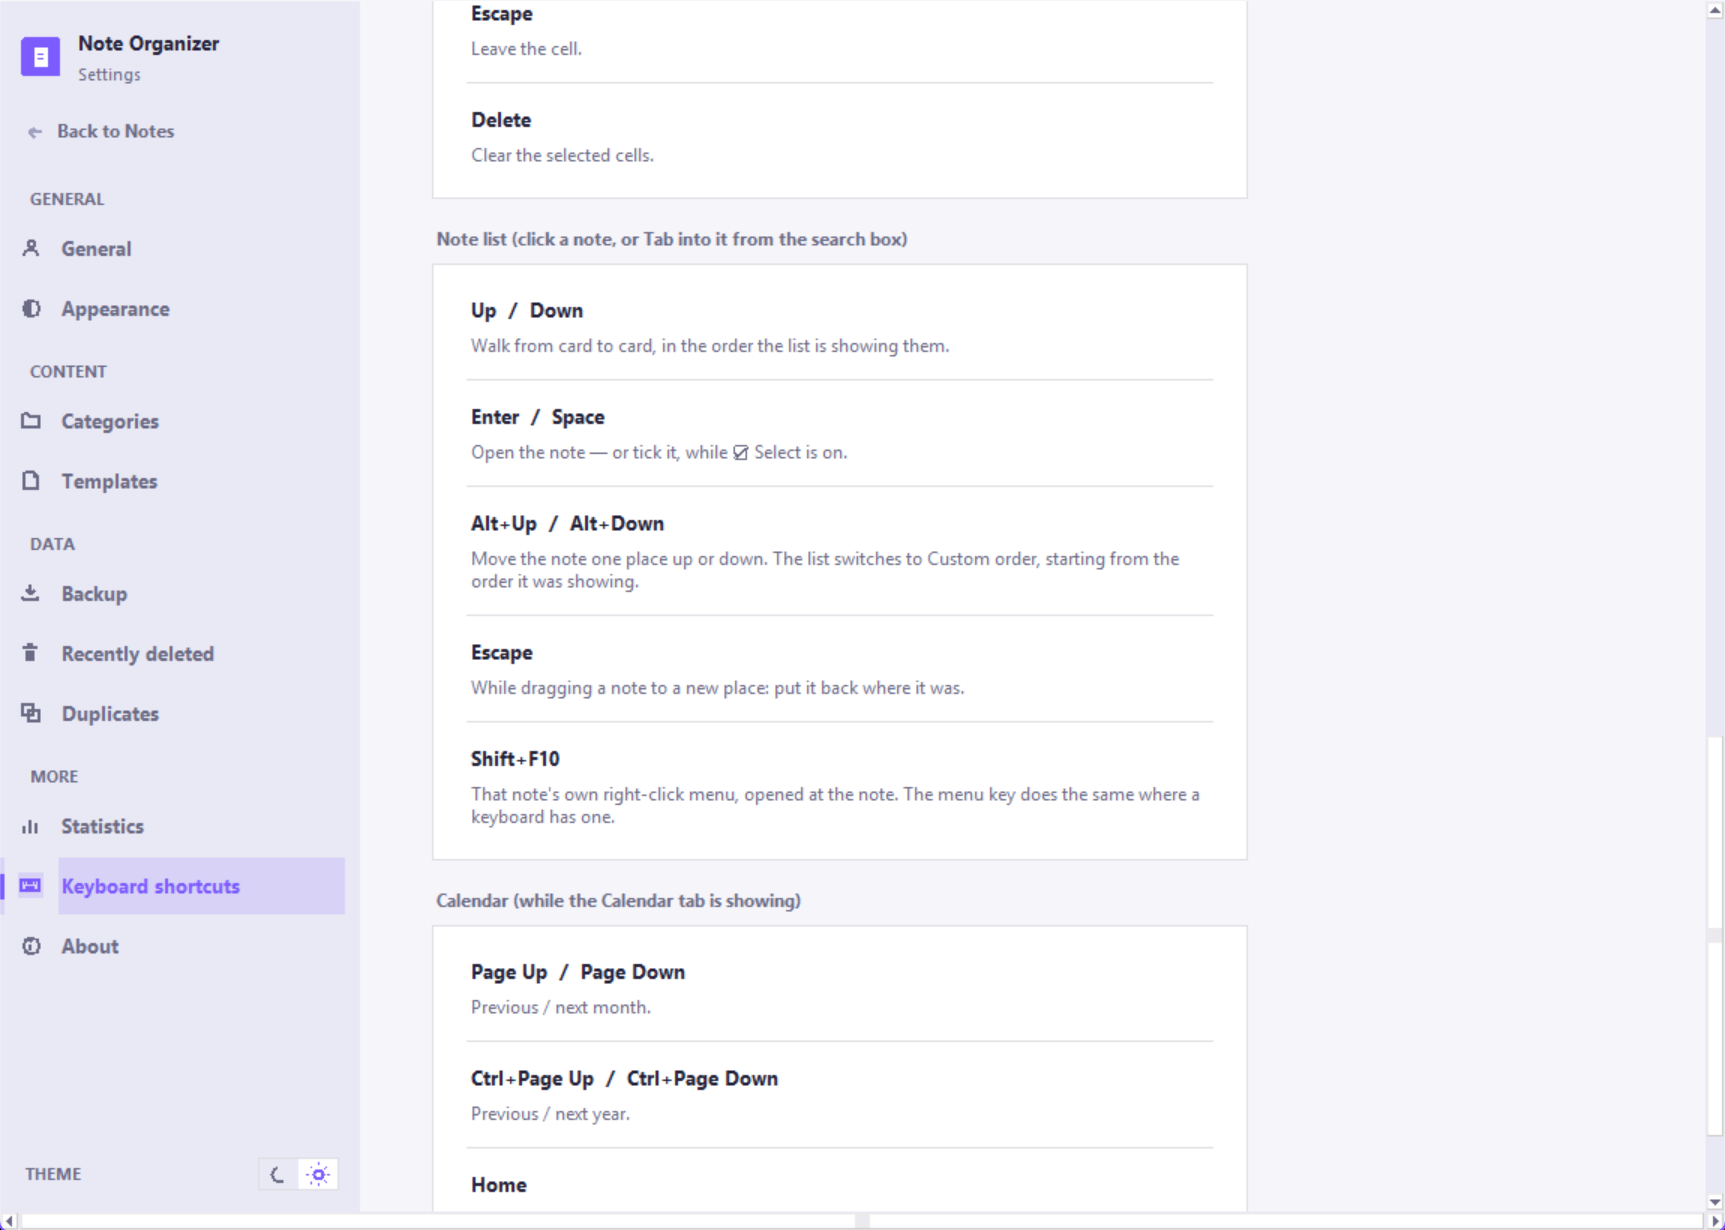 Note Organizer
Settings
Back to Notes
GENERAL
General
Appearance
CONTENT
Categories
Templates
DATA
Backup
Recently deleted
Duplicates
MORE
Statistics
Keyboard shortcuts
About
THEME
Escape
Leave the cell.
Delete
Clear the selected cells.
Note list (click a note, or Tab into it from the search box)
Up / Down
Walk from card to card, in the order the list is showing them.
Enter / Space
Open the note — or tick it, while ☑ Select is on.
Alt+Up / Alt+Down
Move the note one place up or down. The list switches to Custom order, starting from the
order it was showing.
Escape
While dragging a note to a new place: put it back where it was.
Shift+F10
That note's own right-click menu, opened at the note. The menu key does the same where a
keyboard has one.
Calendar (while the Calendar tab is showing)
Page Up / Page Down
Previous / next month.
Ctrl+Page Up / Ctrl+Page Down
Previous / next year.
Home